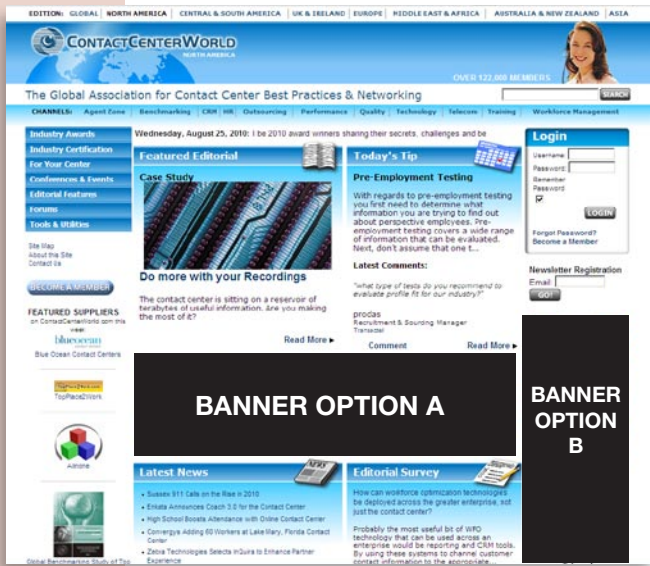 EDITION: GLOBAL NORTH AMERICA CENTRAL & SOUTH AMERICA UK & IRELAND EUROPE MIDDLE EAST & AFRICA AUSTRALIA & NEW ZEALAND ASIA
CONTACTCENTERWORLD
NORTH AMERICA
OVER 122,000 MEMBERS
The Global Association for Contact Center Best Practices & Networking
SEARCH
CHANNELS: Agent Zone Benchmarking CRM HR Outsourcing Performance Quality Technology Telecom Training Workforce Management
Industry Awards
Industry Certification
For Your Center
Conferences & Events
Editorial Features
Forums
Tools & Utilities
Site Map
About this Site
Contact Us
BECOME A MEMBER
FEATURED SUPPLIERS
on ContactCenterWorld.com this
week
blueocean
Blue Ocean Contact Centers
TopPlace2Work.com
TopPlace2Work
Global Benchmarking Study of Top
Wednesday, August 25, 2010: 2010 award winners sharing their secrets, challenges and be
Featured Editorial
Case Study
Do more with your Recordings
The contact center is sitting on a reservoir of
terabytes of useful information. Are you making
the most of it?
Read More
Today's Tip
Pre-Employment Testing
With regards to pre-employment testing
you first need to determine what
information you are trying to find out
about perspective employees. Pre-
employment testing covers a wide range
of information that can be evaluated.
Next, don't assume that one t...
Latest Comments:
"what type of tests do you recommend to
evaluate profile fit for our industry?"
proclas
Recruitment & Sourcing Manager
Transactel
Comment Read More
Login
Username:
Password:
Remember
Password
LOGIN
Forgot Password?
Become a Member
Newsletter Registration
Email:
GO!
BANNER OPTION A
BANNER
OPTION
B
Latest News
NEWS
Sussex 911 Calls on the Rise in 2010
Enkata Announces Coach 3.0 for the Contact Center
High School Boosts Attendance with Online Contact Center
Convergys Adding 60 Workers at Lake Mary, Florida Contact
Center
Zebra Technologies Selects InQuira to Enhance Partner
Experience
Editorial Survey
How can workforce optimization technologies
be deployed across the greater enterprise, not
just the contact center?
Probably the most useful bit of WFO
technology that can be used across an
enterprise would be reporting and CRM tools.
By using these systems to channel customer
contact information to the appropriate...